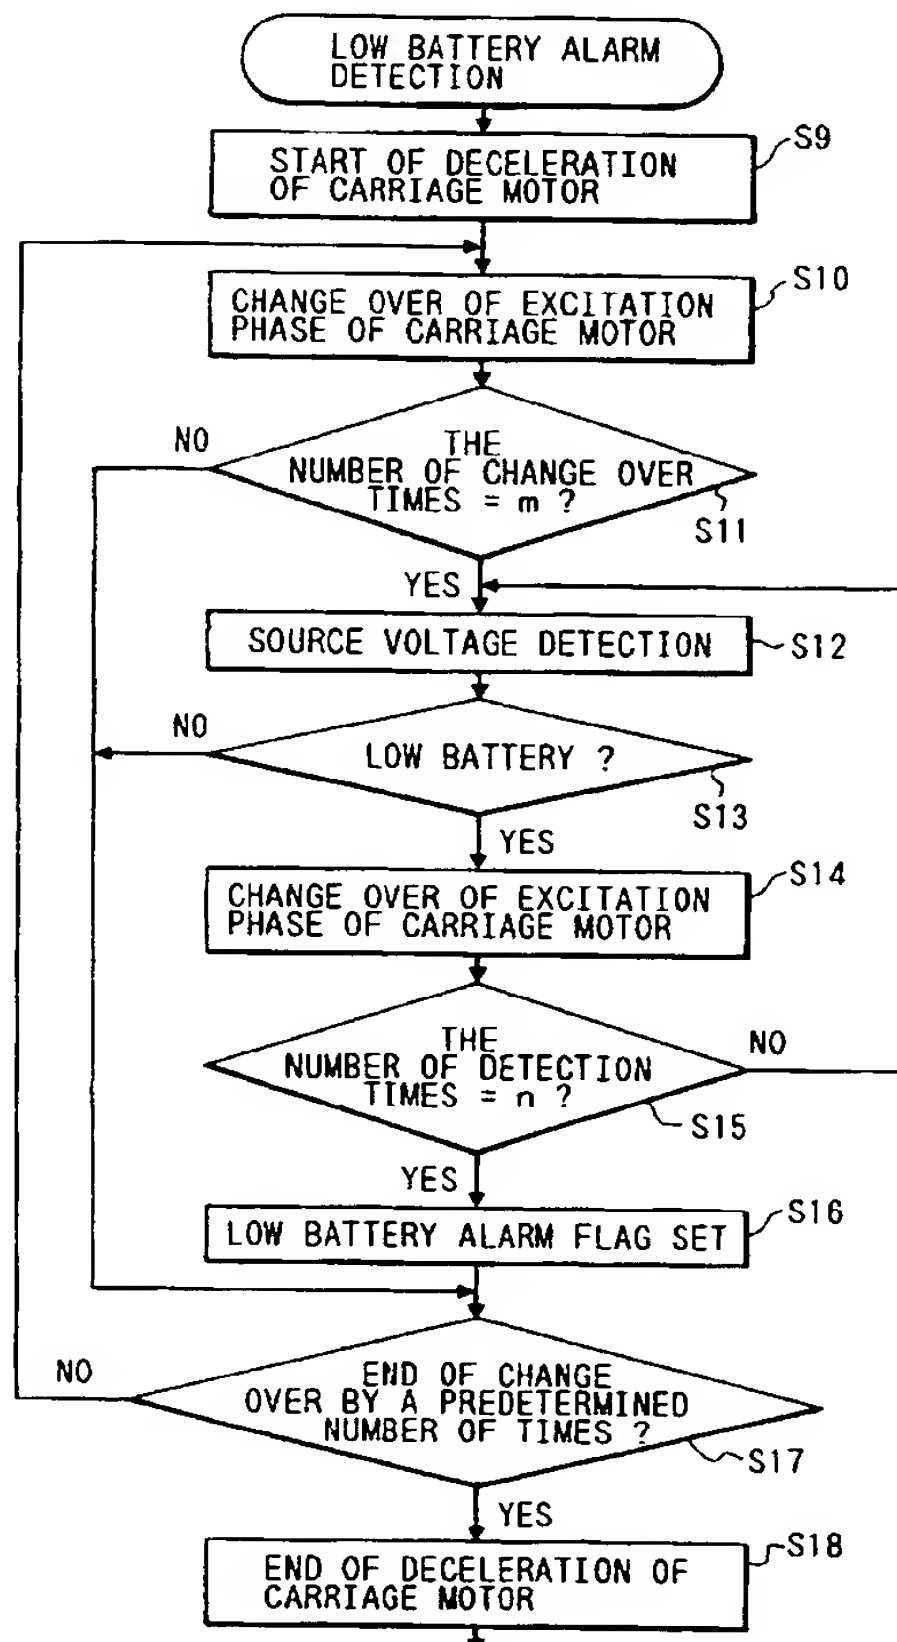 LOW BATTERY ALARM
DETECTION
S9
START OF DECELERATION
OF CARRIAGE MOTOR
S10
CHANGE OVER OF EXCITATION
PHASE OF CARRIAGE MOTOR
NO
THE
NUMBER OF CHANGE OVER
TIMES = m ?
S11
YES
SOURCE VOLTAGE DETECTION
S12
NO
LOW BATTERY ?
S13
YES
S14
CHANGE OVER OF EXCITATION
PHASE OF CARRIAGE MOTOR
THE
NUMBER OF DETECTION
TIMES = n ?
NO
S15
YES
S16
LOW BATTERY ALARM FLAG SET
NO
END OF CHANGE
OVER BY A PREDETERMINED
NUMBER OF TIMES ?
S17
YES
S18
END OF DECELERATION OF
CARRIAGE MOTOR